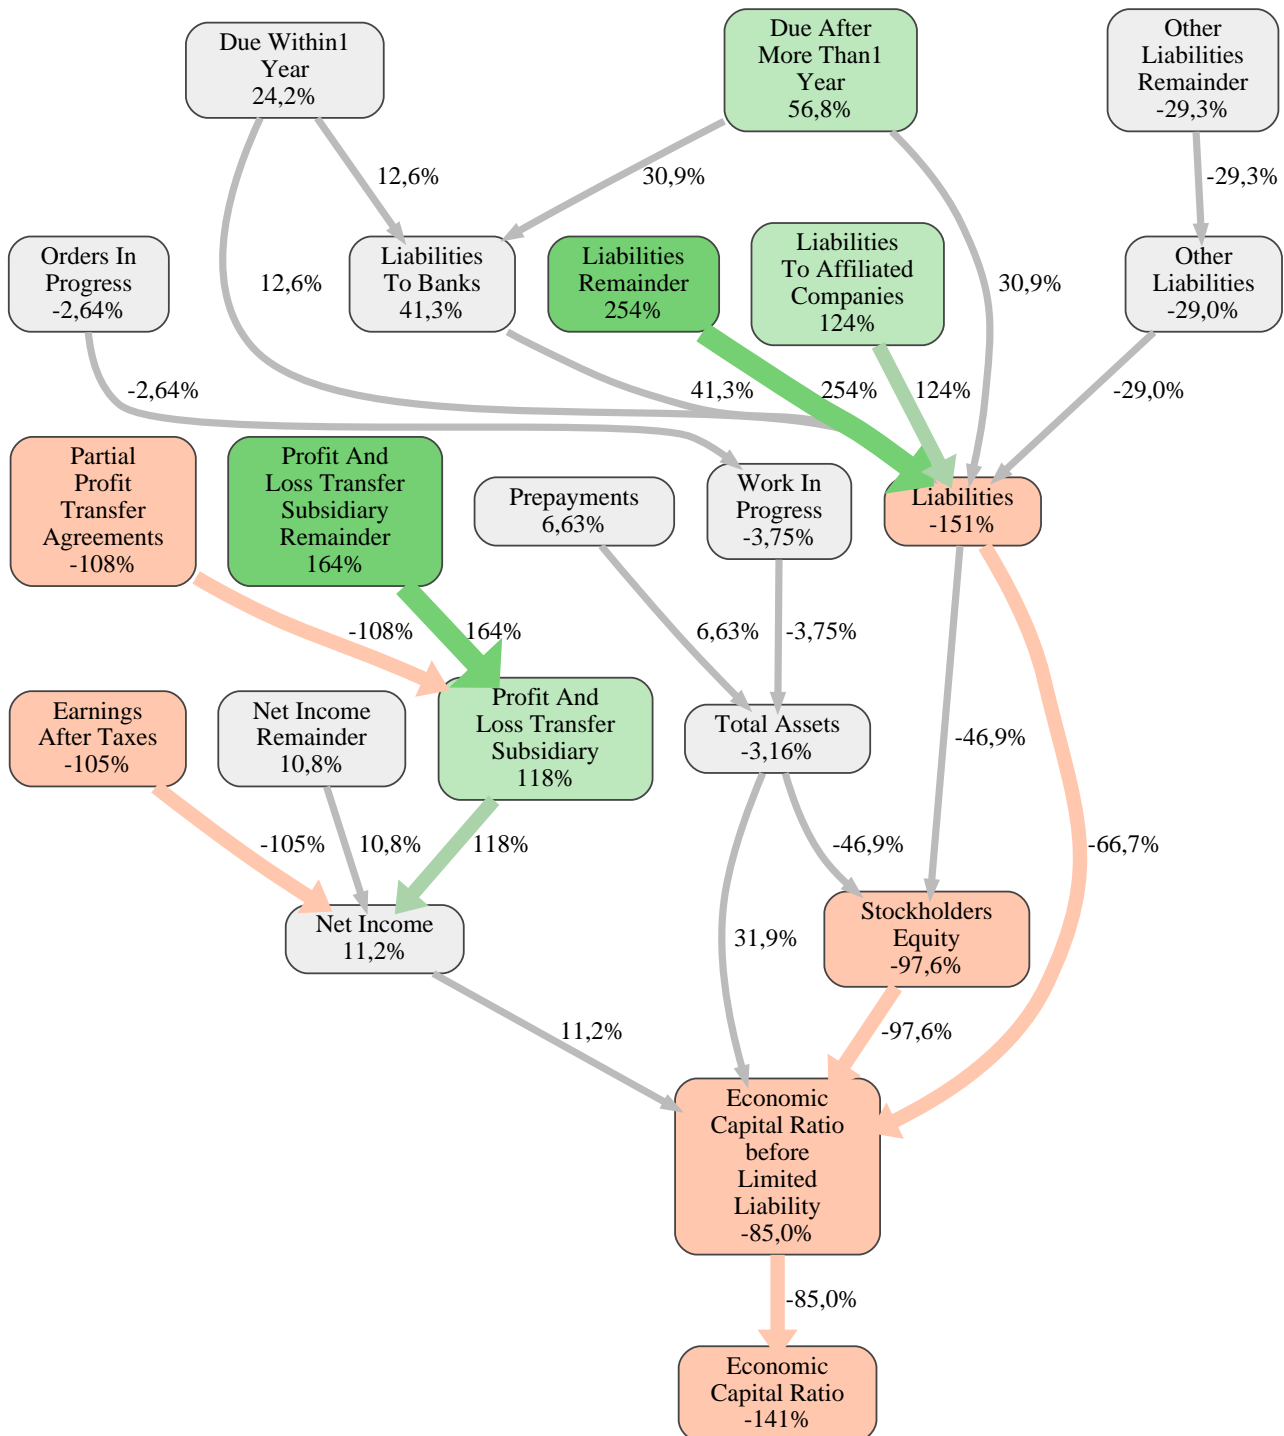 Due Within1
Year
24,2%
Due After
More Than1
Year
56,8%
Other
Liabilities
Remainder
-29,3%
12,6%
30,9%
-29,3%
Orders In
Progress
-2,64%
12,6%
Liabilities
To Banks
41,3%
Liabilities
Remainder
254%
Liabilities
To Affiliated
Companies
124%
30,9%
Other
Liabilities
-29,0%
-2,64%
41,3%
254%
124%
-29,0%
Partial
Profit
Transfer
Agreements
-108%
Profit And
Loss Transfer
Subsidiary
Remainder
164%
Prepayments
6,63%
Work In
Progress
-3,75%
Liabilities
-151%
-108%
164%
6,63%
-3,75%
Earnings
After Taxes
-105%
Net Income
Remainder
10,8%
Profit And
Loss Transfer
Subsidiary
118%
Total Assets
-3,16%
-46,9%
-105%
10,8%
118%
-46,9%
-66,7%
Net Income
11,2%
31,9%
Stockholders
Equity
-97,6%
11,2%
-97,6%
Economic
Capital Ratio
before
Limited
Liability
-85,0%
-85,0%
Economic
Capital Ratio
-141%